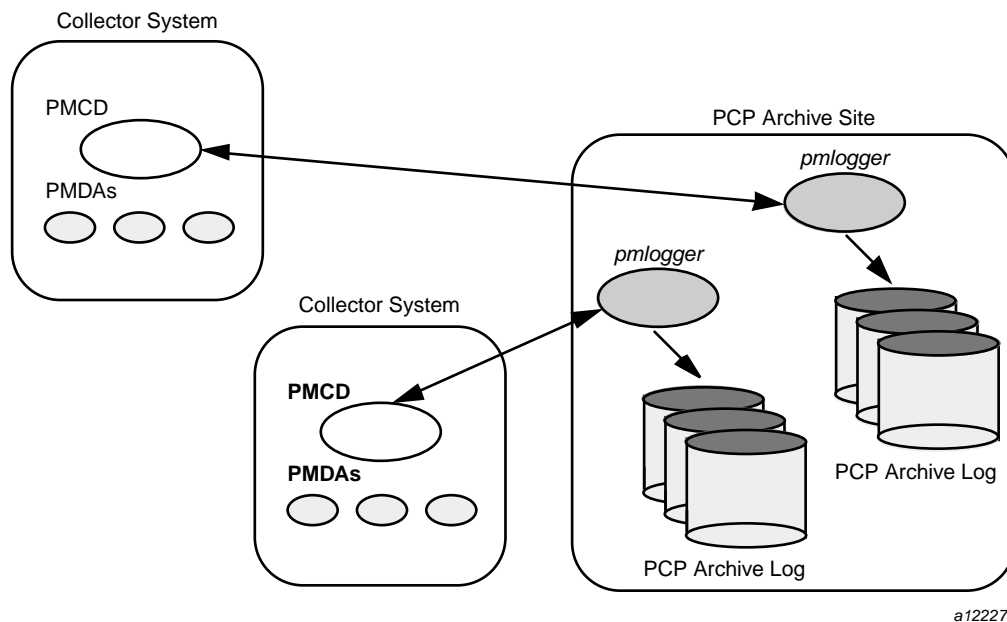 Collector System
PMCD
PMDAs
PCP Archive Site
pmlogger
pmlogger
Collector System
PMCD
PMDAs
PCP Archive Log
PCP Archive Log
a12227